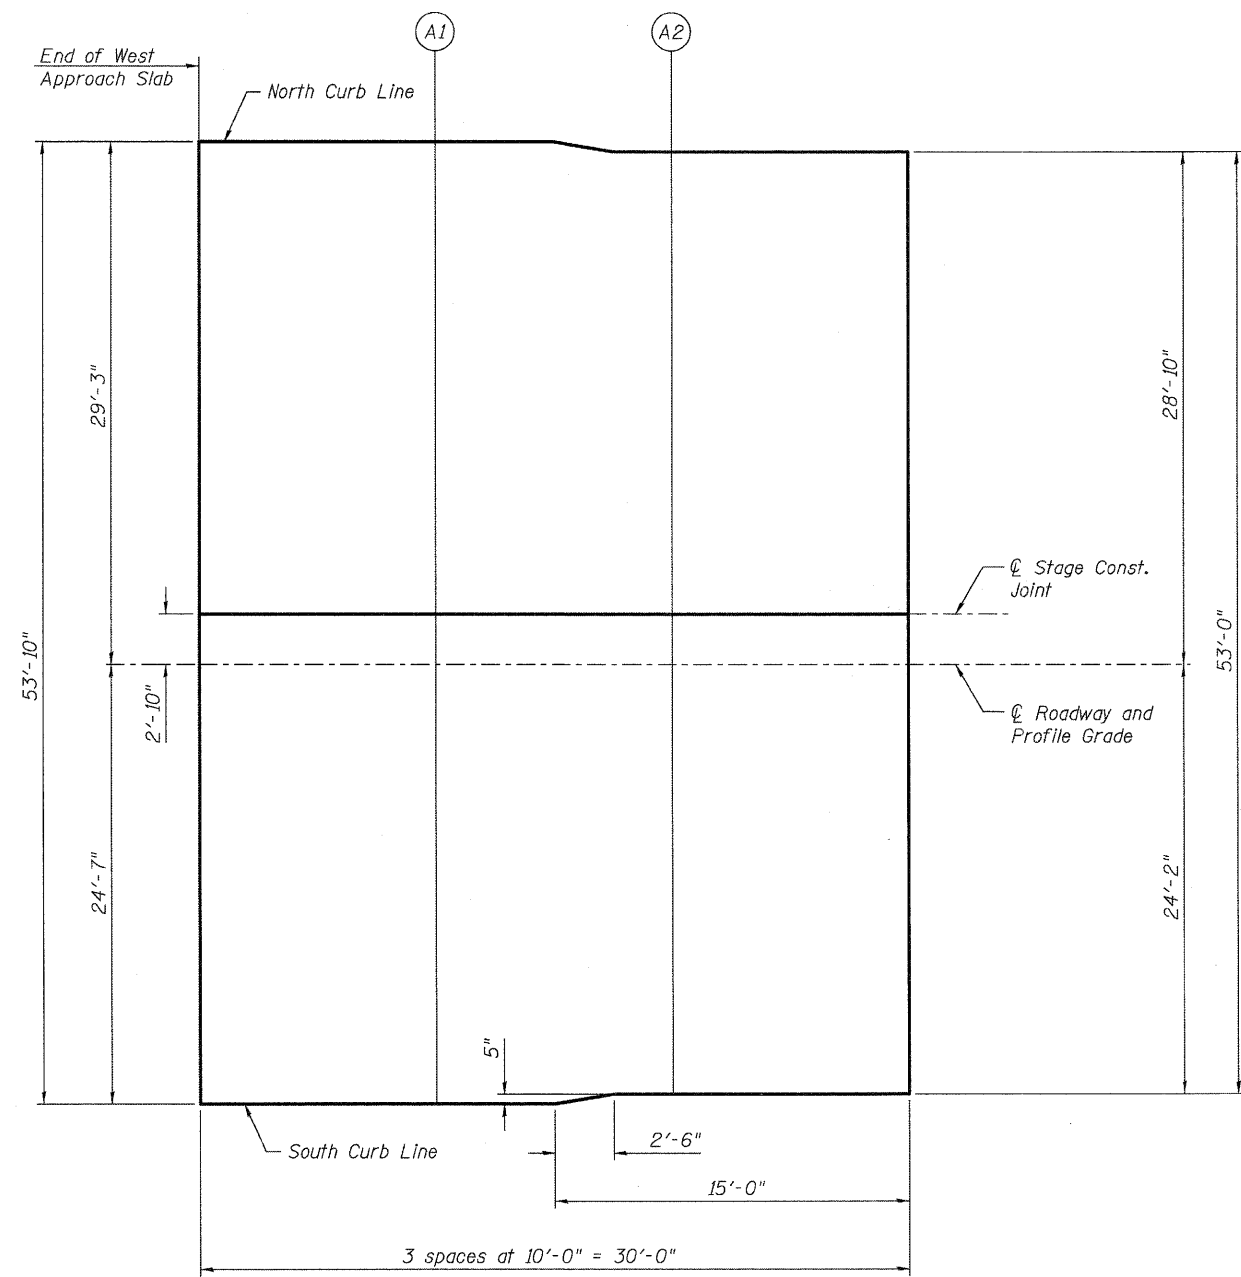 A1
A2
End of West
Approach Slab
North Curb Line
29'-3"
28'-10"
℄ Stage Const.
Joint
53'-10"
53'-0"
2'-10"
℄ Roadway and
Profile Grade
24'-7"
24'-2"
5"
South Curb Line
2'-6"
15'-0"
3 spaces at 10'-0" = 30'-0"